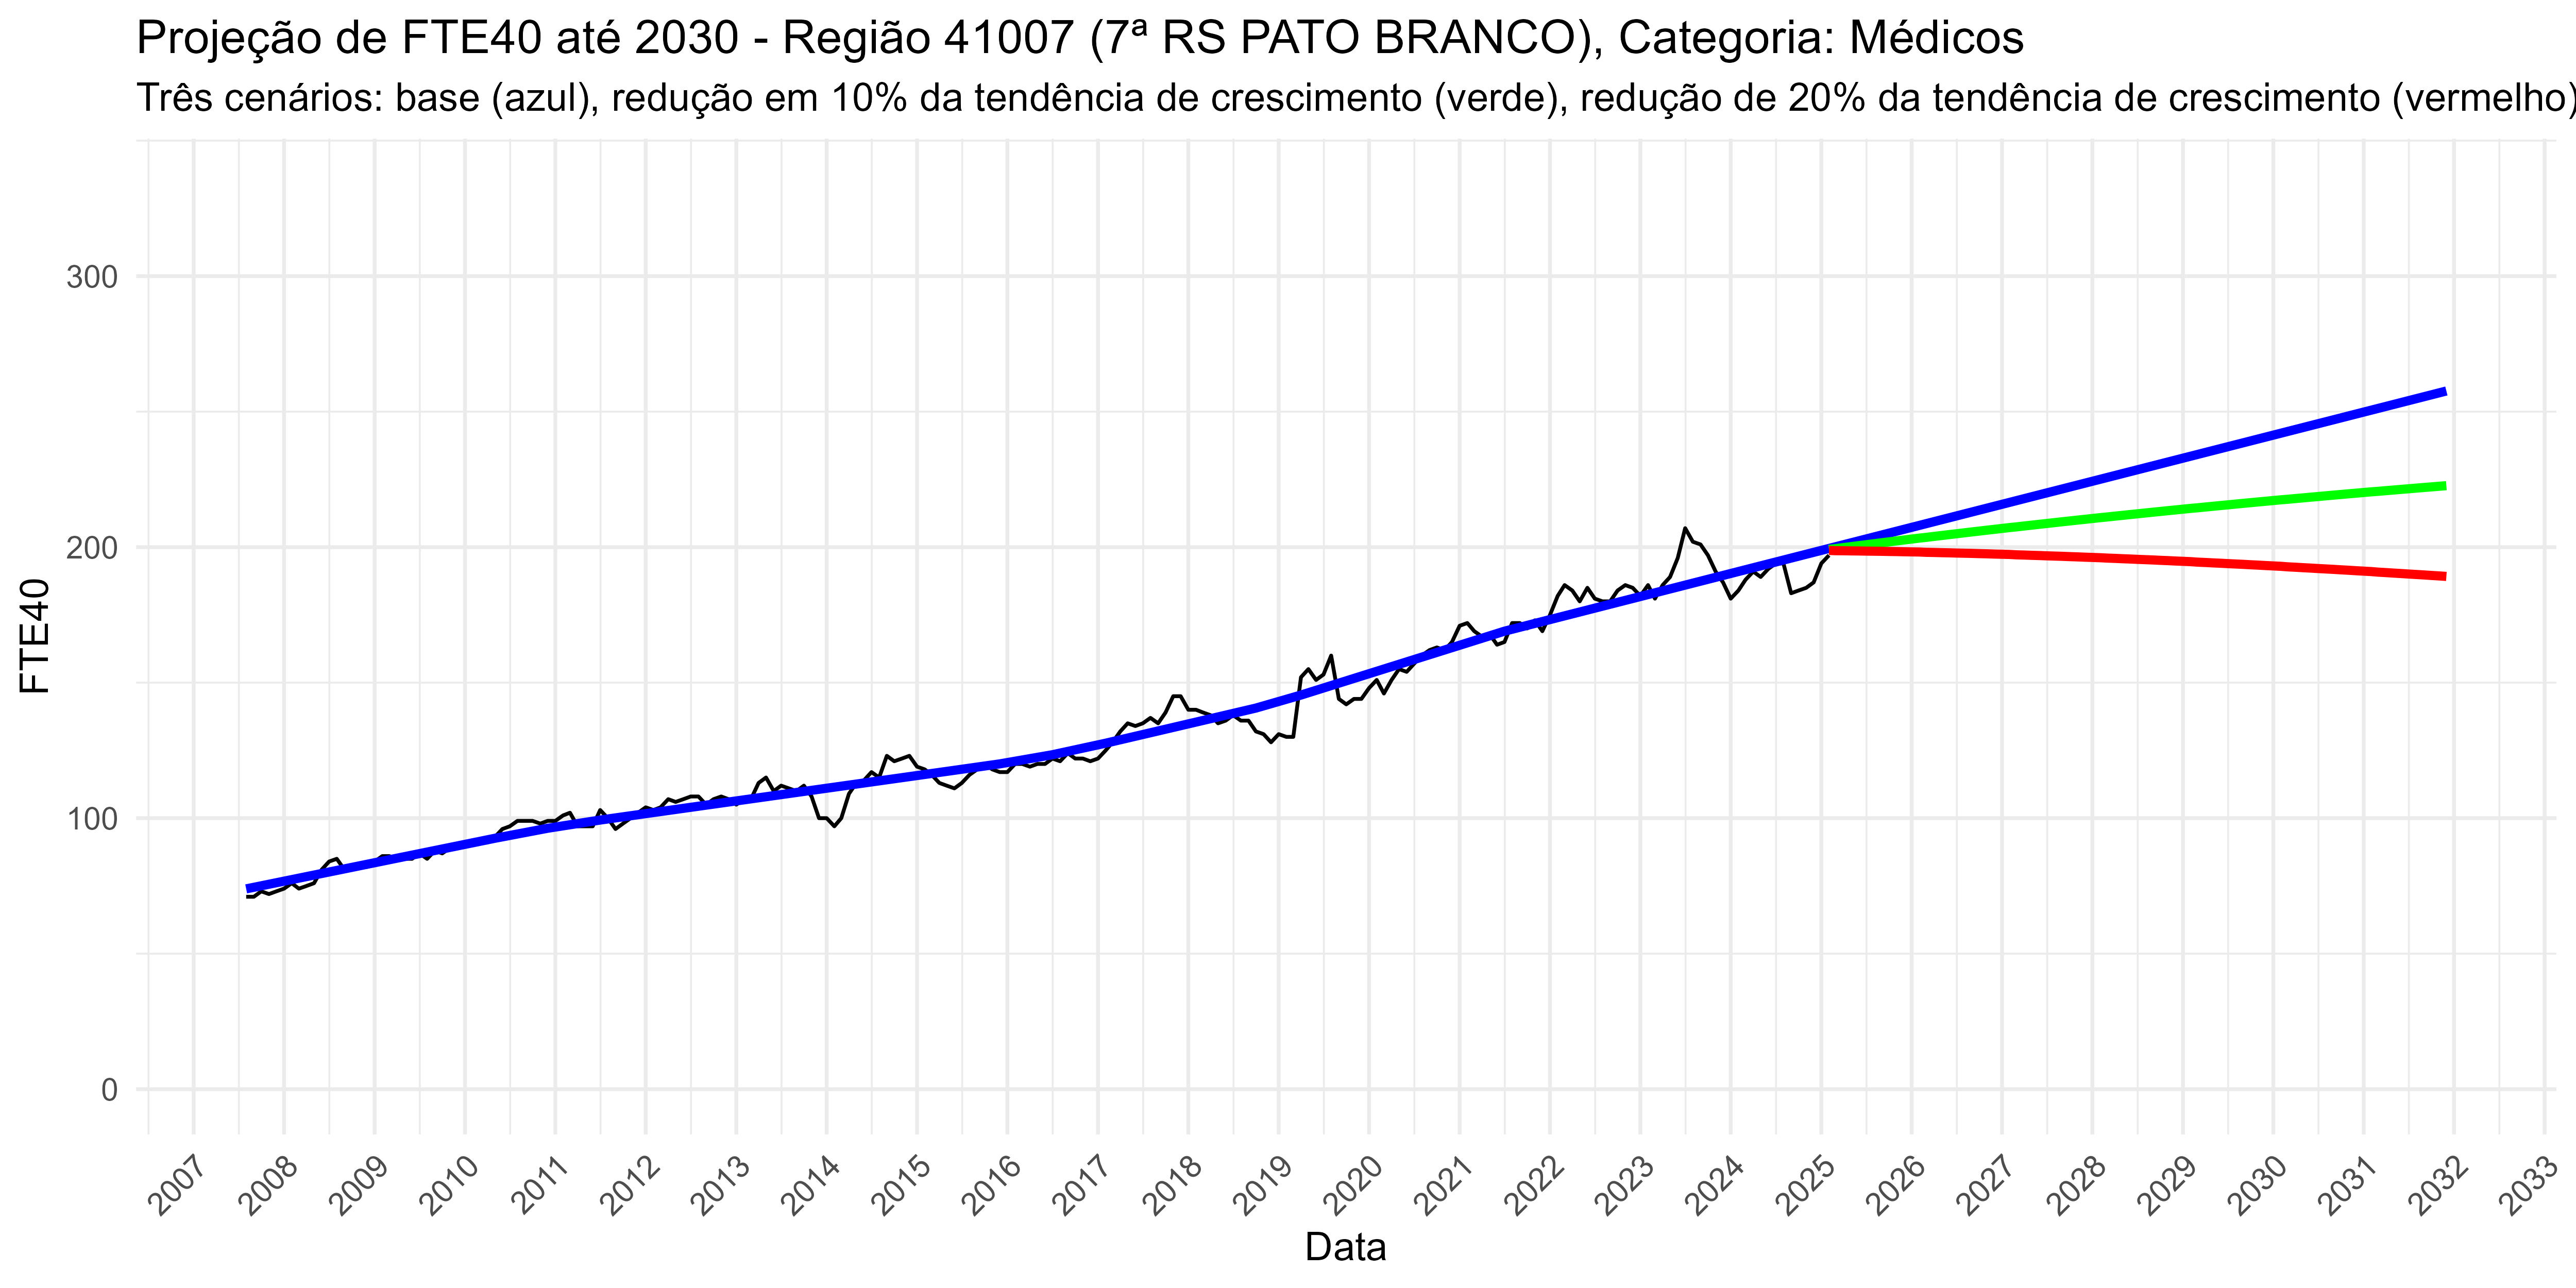 Projeção de FTE40 até 2030 - Região 41007 (7ª RS PATO BRANCO), Categoria: Médicos
Três cenários: base (azul), redução em 10% da tendência de crescimento (verde), redução de 20% da tendência de crescimento (vermelho)
300
200
100
0
FTE40
2007 2008 2009 2010 2011 2012 2013 2014 2015 2016 2017 2018 2019 2020 2021 2022 2023 2024 2025 2026 2027 2028 2029 2030 2031 2032 2033
Data